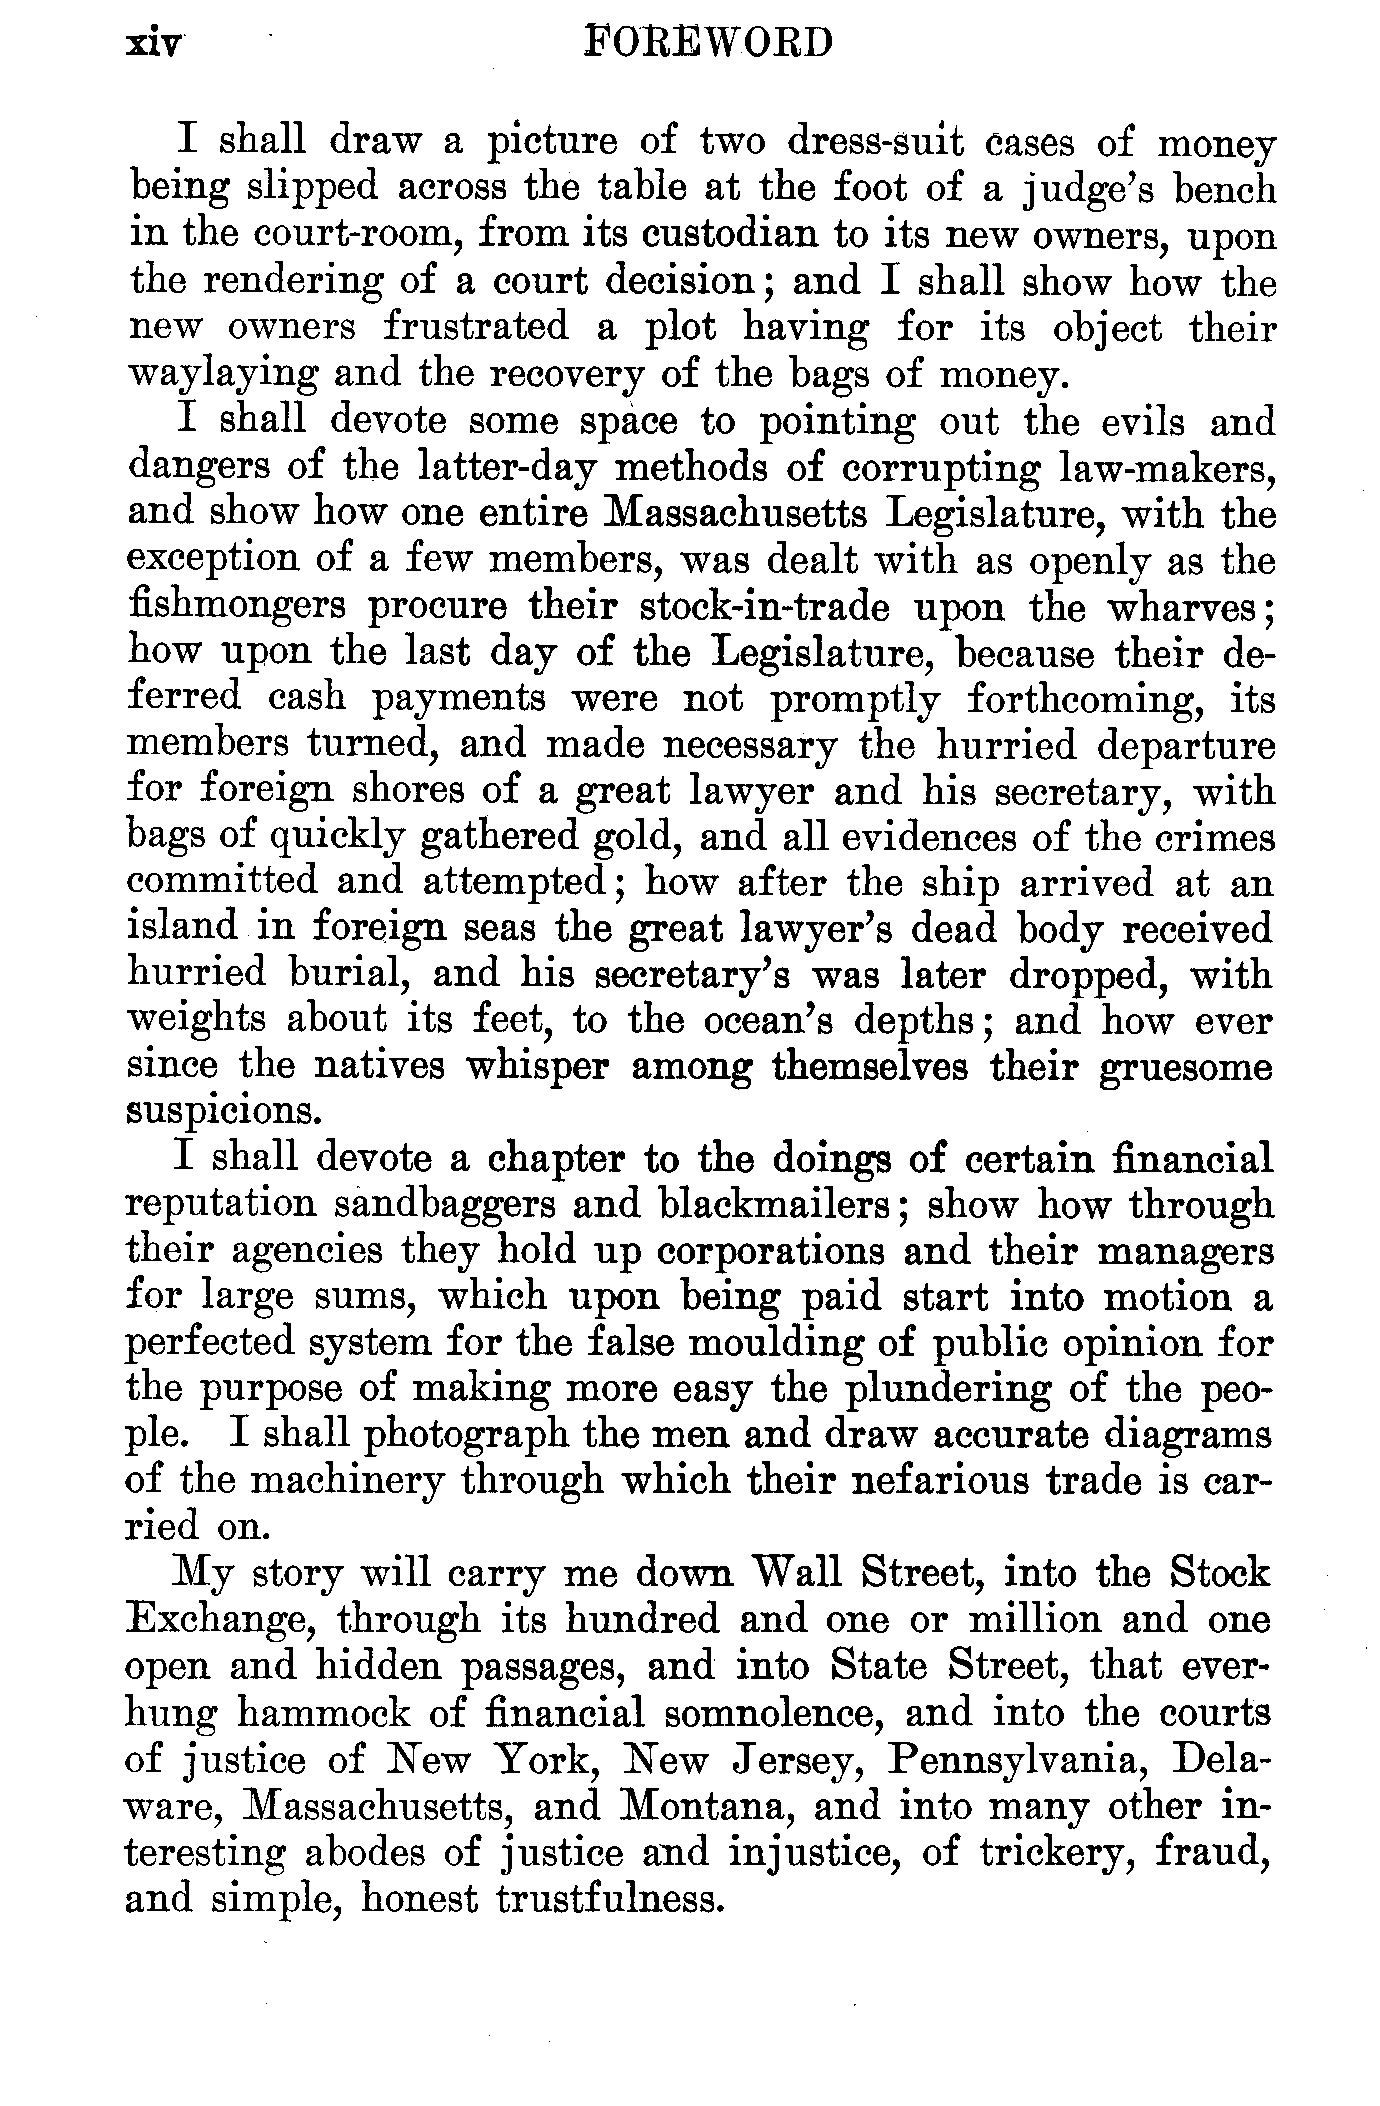 xiv FOREWORD
I shall draw a picture of two dress-suit cases of money
being slipped across the table at the foot of a judge's bench
in the court-room, from its custodian to its new owners, upon
the rendering of a court decision; and I shall show how the
new owners frustrated a plot having for its object their
waylaying and the recovery of the bags of money.
I shall devote some space to pointing out the evils and
dangers of the latter-day methods of corrupting law-makers,
and show how one entire Massachusetts Legislature, with the
exception of a few members, was dealt with as openly as the
fishmongers procure their stock-in-trade upon the wharves;
how upon the last day of the Legislature, because their de-
ferred cash payments were not promptly forthcoming, its
members turned, and made necessary the hurried departure
for foreign shores of a great lawyer and his secretary, with
bags of quickly gathered gold, and all evidences of the crimes
committed and attempted; how after the ship arrived at an
island in foreign seas the great lawyer's dead body received
hurried burial, and his secretary's was later dropped, with
weights about its feet, to the ocean's depths; and how ever
since the natives whisper among themselves their gruesome
suspicions.
I shall devote a chapter to the doings of certain financial
reputation sandbaggers and blackmailers; show how through
their agencies they hold up corporations and their managers
for large sums, which upon being paid start into motion a
perfected system for the false moulding of public opinion for
the purpose of making more easy the plundering of the peo-
ple. I shall photograph the men and draw accurate diagrams
of the machinery through which their nefarious trade is car-
ried on.
My story will carry me down Wall Street, into the Stock
Exchange, through its hundred and one or million and one
open and hidden passages, and into State Street, that ever-
hung hammock of financial somnolence, and into the courts
of justice of New York, New Jersey, Pennsylvania, Dela-
ware, Massachusetts, and Montana, and into many other in-
teresting abodes of justice and injustice, of trickery, fraud,
and simple, honest trustfulness.